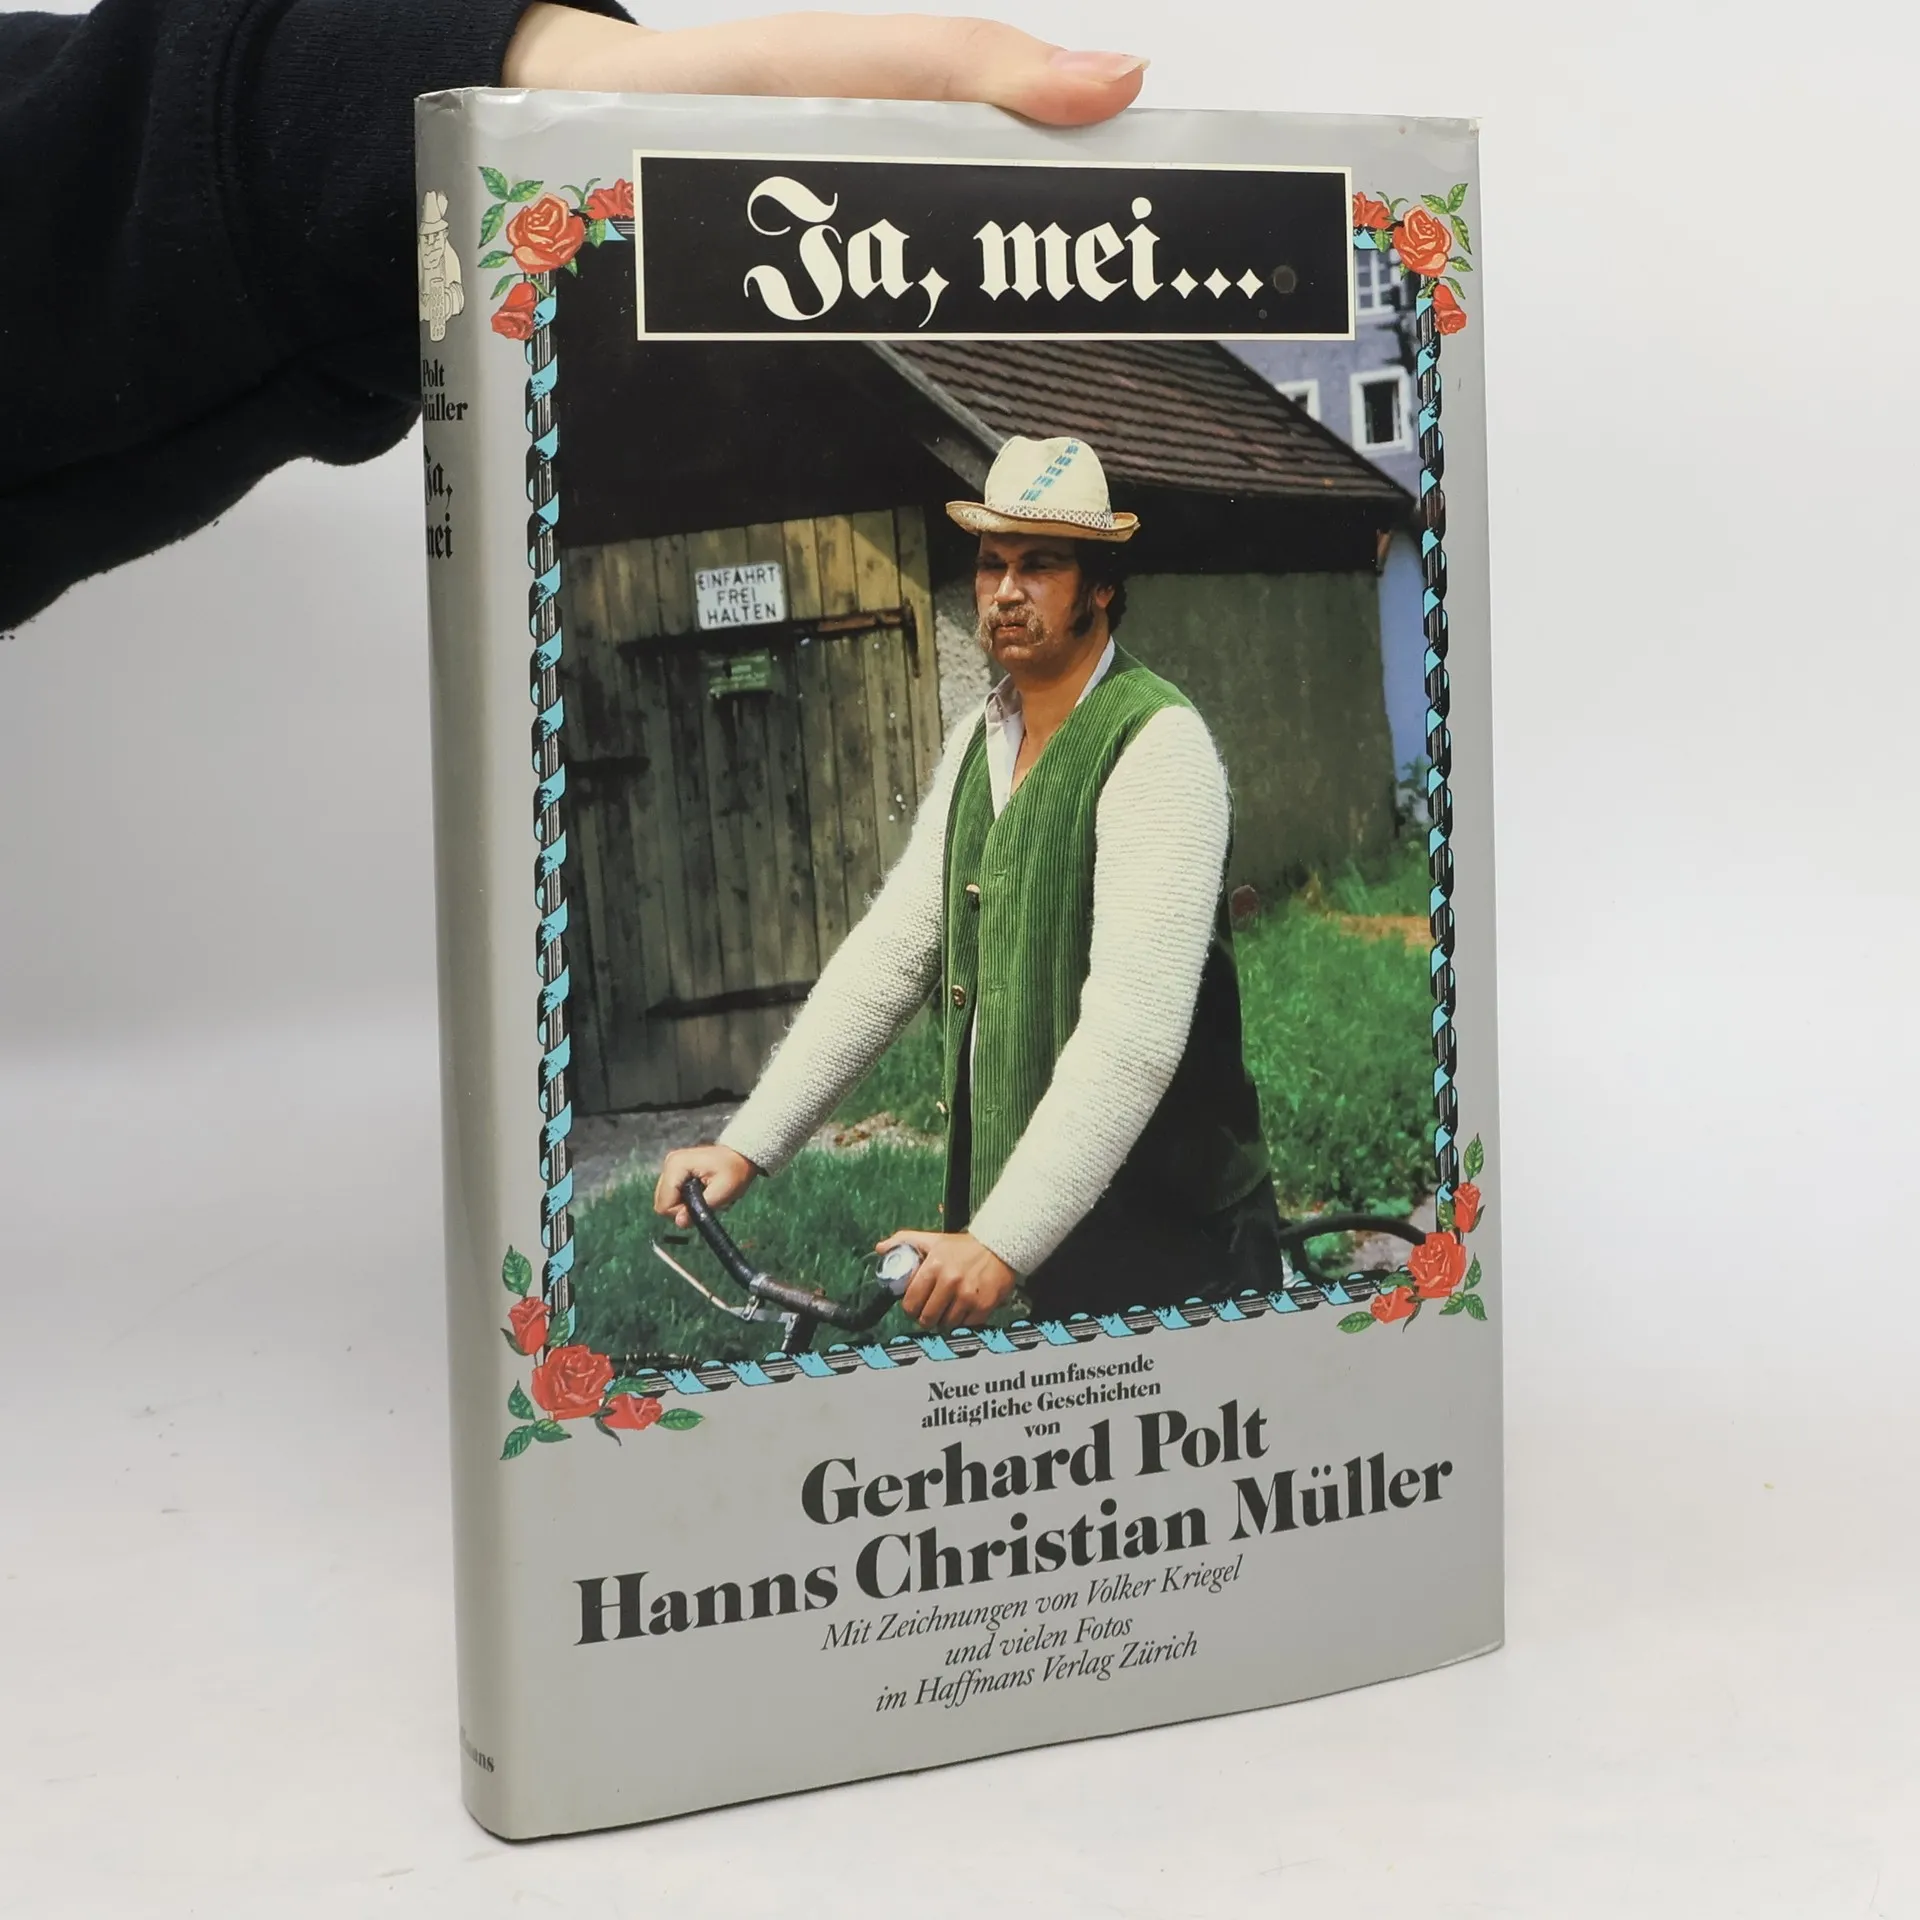 Ja, mei...
EINFAHRT
FREI
HALTEN
Neue und umfassende
alltägliche Geschichten
von
Gerhard Polt
Hanns Christian Müller
Mit Zeichnungen von Volker Kriegel
und vielen Fotos
im Haffmans Verlag Zürich
Polt
Müller
Ja,
mei